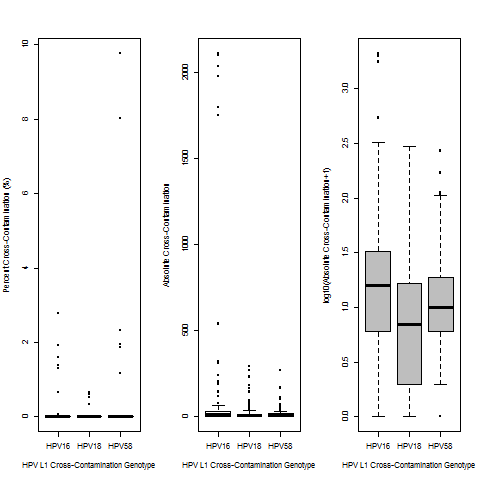 Percent Cross-Contamination (%)
10
8
6
4
2
0
HPV16 HPV18 HPV58
HPV L1 Cross-Contamination Genotype
Absolute Cross-Contamination
2000
1500
1000
500
0
HPV16 HPV18 HPV58
HPV L1 Cross-Contamination Genotype
log10(Absolute Cross-Contamination+1)
3.0
2.5
2.0
1.5
1.0
0.5
0.0
HPV16 HPV18 HPV58
HPV L1 Cross-Contamination Genotype